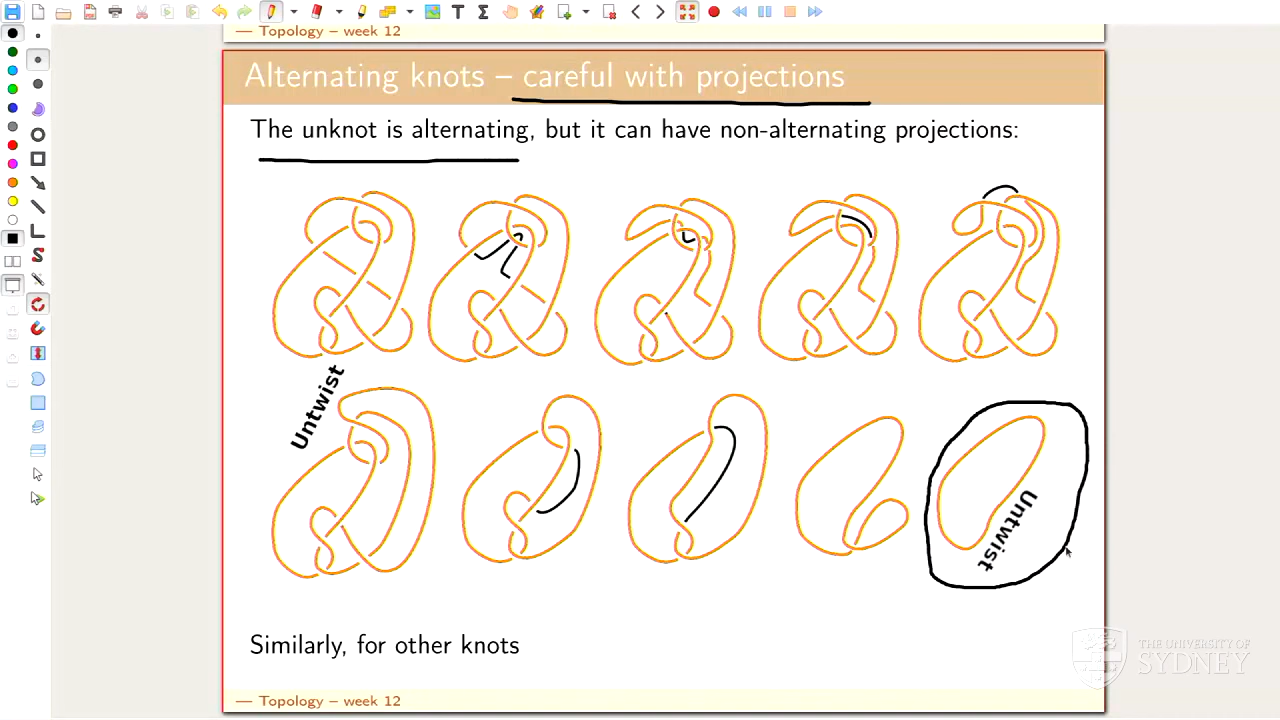 — Topology – week 12
Alternating knots – careful with projections
The unknot is alternating, but it can have non-alternating projections:
Untwist
Untwist
Similarly, for other knots
THE UNIVERSITY OF
SYDNEY
— Topology – week 12